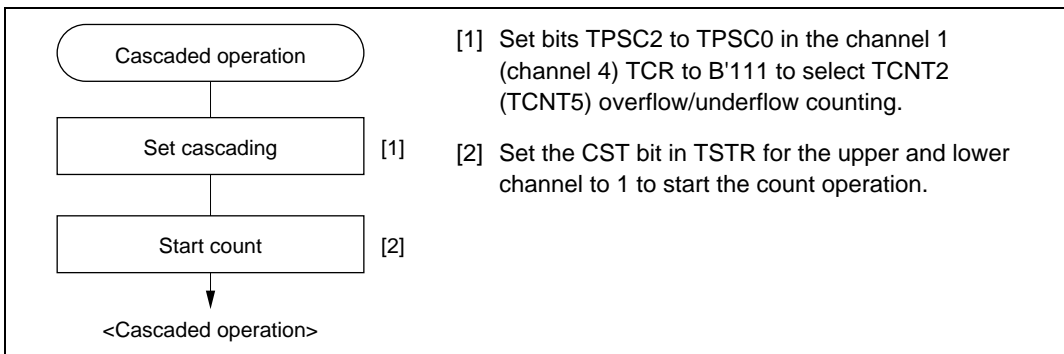 Cascaded operation
Set cascading
[1]
Start count
[2]
<Cascaded operation>
[1] Set bits TPSC2 to TPSC0 in the channel 1
(channel 4) TCR to B'111 to select TCNT2
(TCNT5) overflow/underflow counting.
[2] Set the CST bit in TSTR for the upper and lower
channel to 1 to start the count operation.